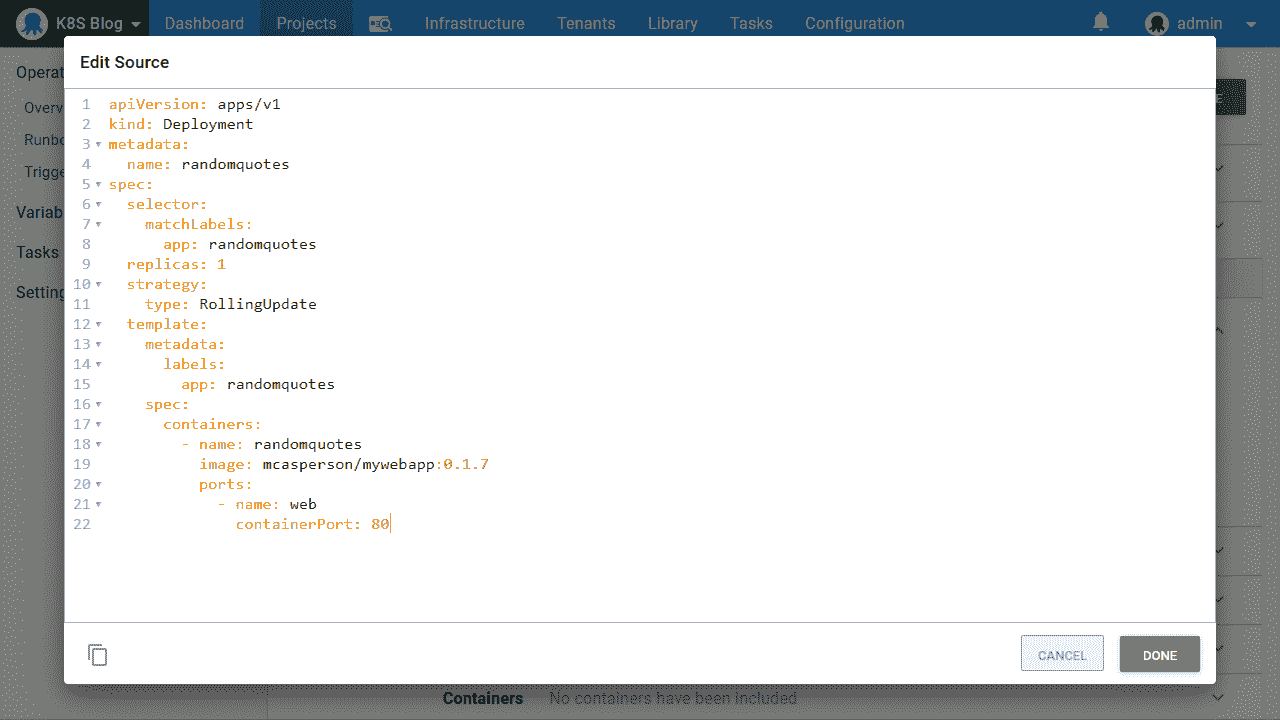 K8S Blog Dashboard Projects Infrastructure Tenants Library Tasks Configuration admin
Edit Source
1 apiVersion: apps/v1
2 kind: Deployment
3 metadata:
4   name: randomquotes
5 spec:
6   selector:
7     matchLabels:
8       app: randomquotes
9   replicas: 1
10   strategy:
11     type: RollingUpdate
12   template:
13     metadata:
14       labels:
15         app: randomquotes
16     spec:
17       containers:
18         - name: randomquotes
19           image: mcasperson/mywebapp:0.1.7
20           ports:
21             - name: web
22               containerPort: 80
Operat
Overv
Runbo
Trigge
Variab
Tasks
Setting
CANCEL DONE
Containers No containers have been included